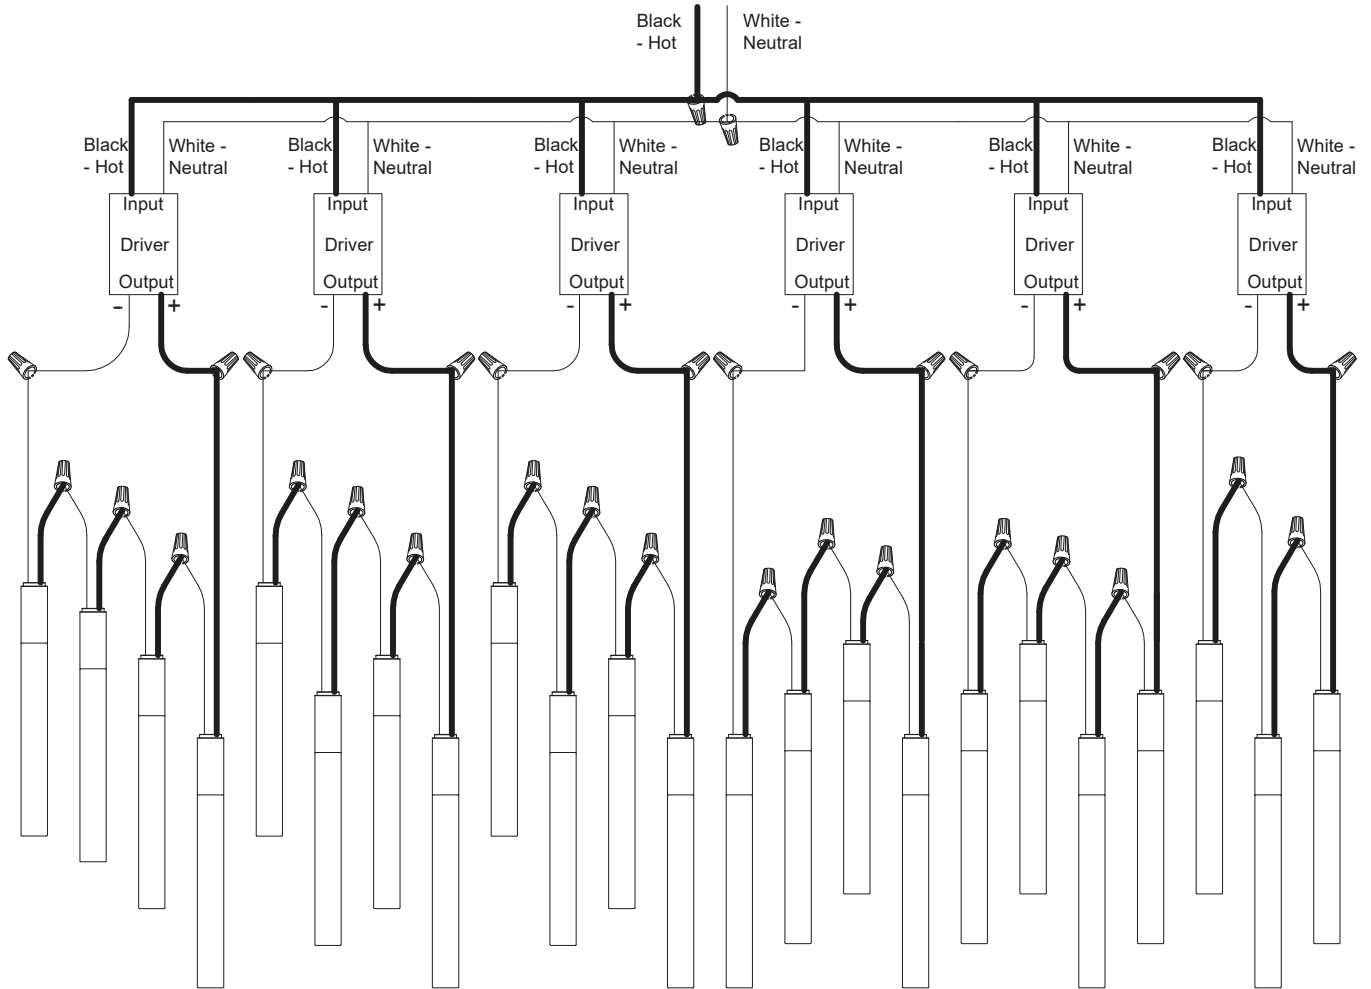 Black
- Hot
White -
Neutral
Black
- Hot
White -
Neutral
Black
- Hot
White -
Neutral
Black
- Hot
White -
Neutral
Black
- Hot
White -
Neutral
Black
- Hot
White -
Neutral
Black
- Hot
White -
Neutral
Input
Driver
Output
- +
Input
Driver
Output
- +
Input
Driver
Output
- +
Input
Driver
Output
- +
Input
Driver
Output
- +
Input
Driver
Output
- +